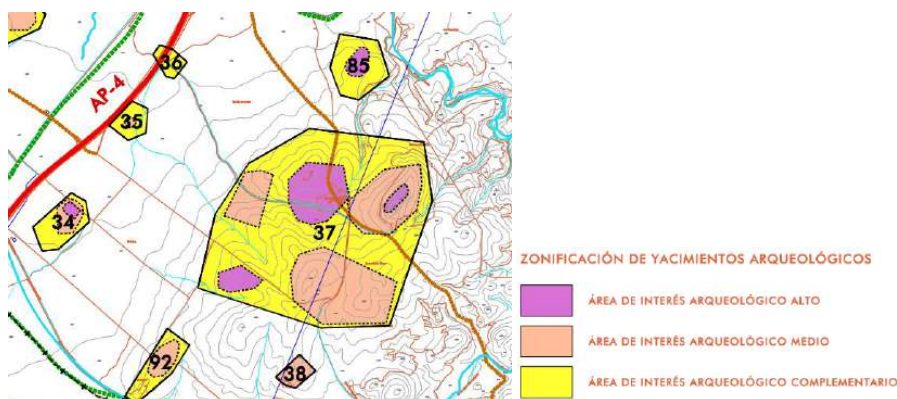 36
85
AP-4
35
34
37
92
38
ZONIFICACIÓN DE YACIMIENTOS ARQUEOLÓGICOS
ÁREA DE INTERÉS ARQUEOLÓGICO ALTO
ÁREA DE INTERÉS ARQUEOLÓGICO MEDIO
ÁREA DE INTERÉS ARQUEOLÓGICO COMPLEMENTARIO